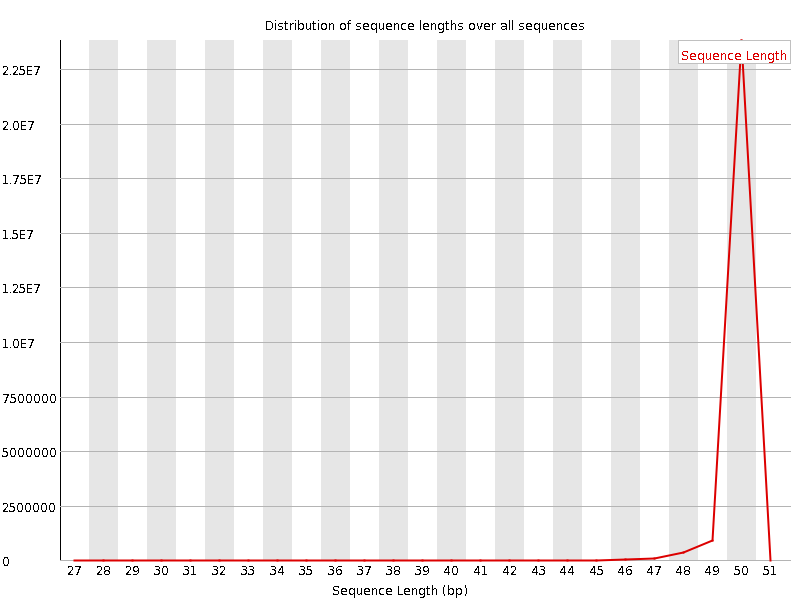 Distribution of sequence lengths over all sequences
Sequence Length
2.25E7
2.0E7
1.75E7
1.5E7
1.25E7
1.0E7
7500000
5000000
2500000
0
27 28 29 30 31 32 33 34 35 36 37 38 39 40 41 42 43 44 45 46 47 48 49 50 51
Sequence Length (bp)